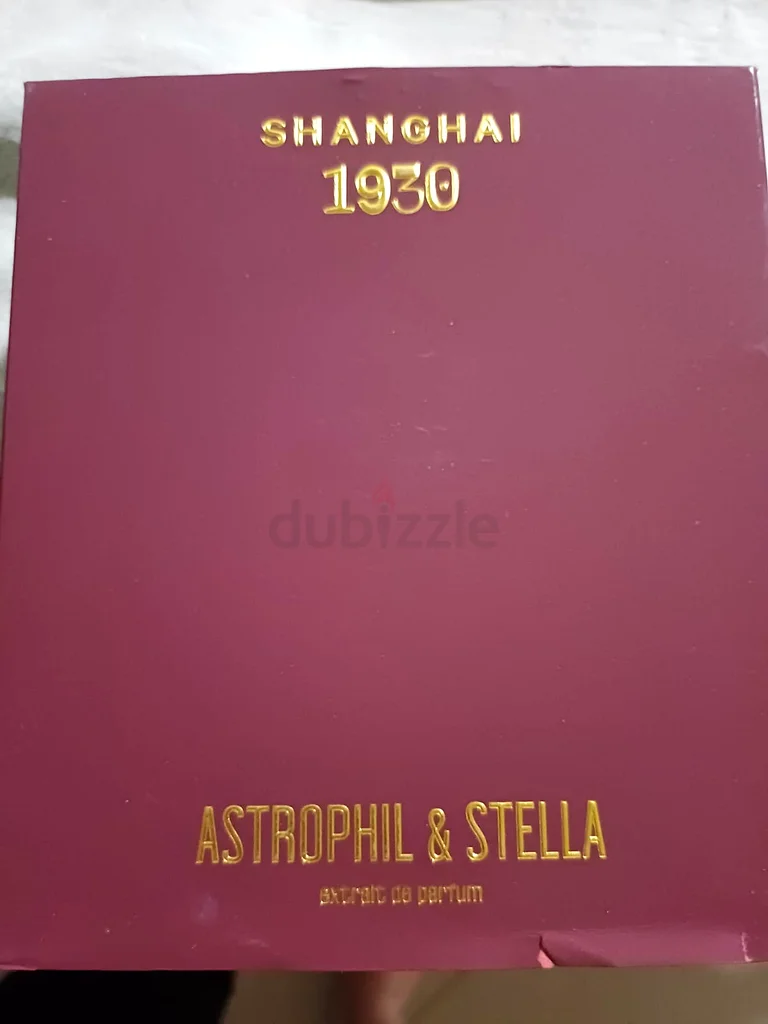 SHANGHAI
1930
dubizzle
ASTROPHIL & STELLA
extrait de parfum